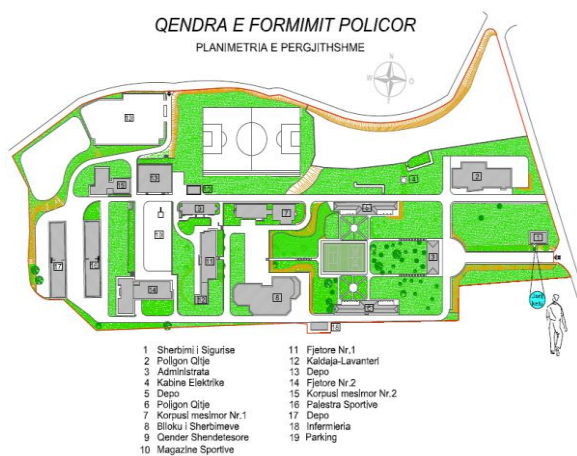 QENDRA E FORMIMIT POLICOR
PLANIMETRIA E PERGJITHSHME
1 Sherbimi i Sigurise
2 Poligon Qitje
3 Administrata
4 Kabine Elektrike
5 Depo
6 Poligon Qitje
7 Korpusi mesimor Nr.1
8 Blloku i Sherbimeve
9 Qender Shendetesore
10 Magazine Sportive
11 Fjetore Nr.1
12 Kaldaja-Lavanteri
13 Depo
14 Fjetore Nr.2
15 Korpusi mesimor Nr.2
16 Palestra Sportive
17 Depo
18 Infermieria
19 Parking